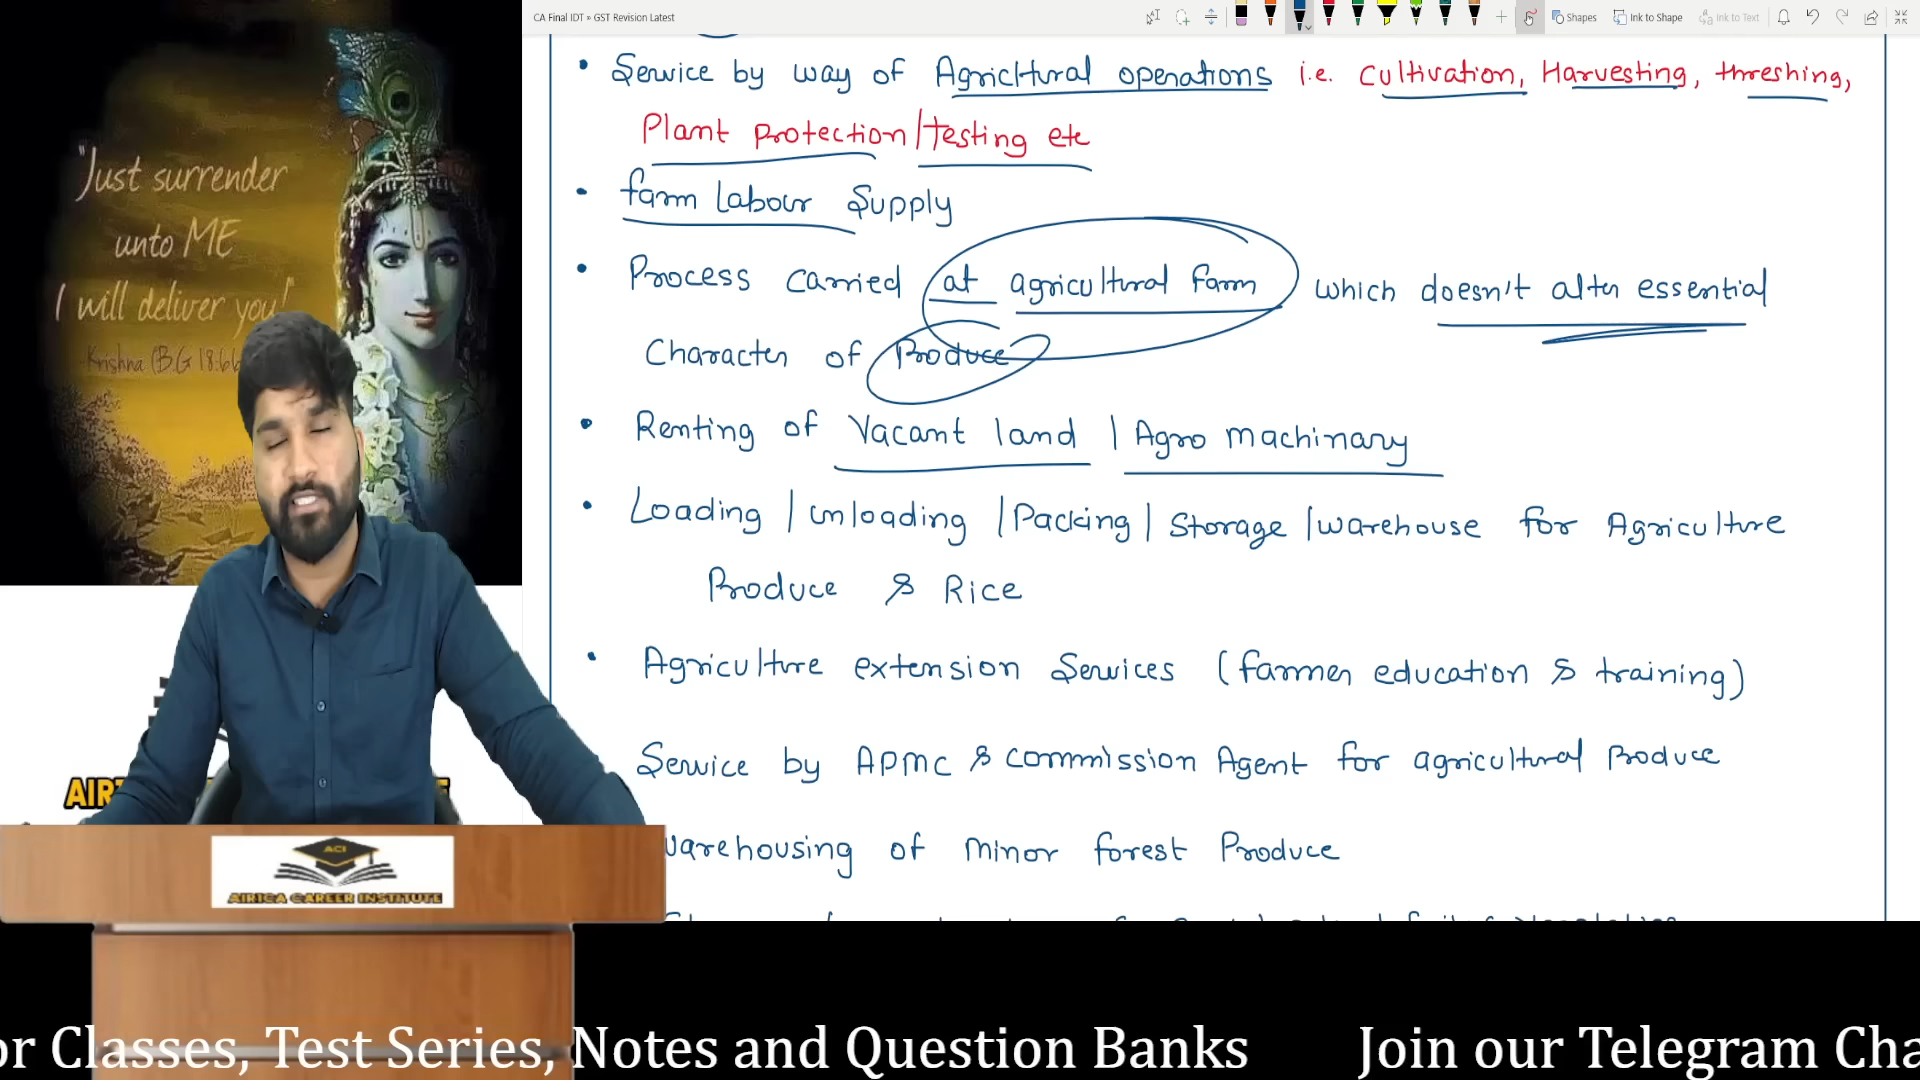 CA Final IDT » GST Revision Latest
Shapes
Ink to Shape
Ink to Text
• Service by way of Agricltural operations i.e. Cultivation, Harvesting, threshing,
Plant protection/testing etc
• farm Labour Supply
• Process carried at agricultural farm which doesn't alter essential
Character of Produce
• Renting of Vacant land | Agro machinary
• Loading | unloading | Packing | Storage | warehouse for Agriculture
Produce & Rice
• Agriculture extension Services (farmer education & training)
Service by APMC & commission Agent for agricultural Produce
warehousing of minor forest Produce
"Just surrender
unto ME
I will deliver you!"
Krishna (B.G 18:66
AIR
ACI
AIR1CA CAREER INSTITUTE
or Classes, Test Series, Notes and Question Banks
Join our Telegram Cha